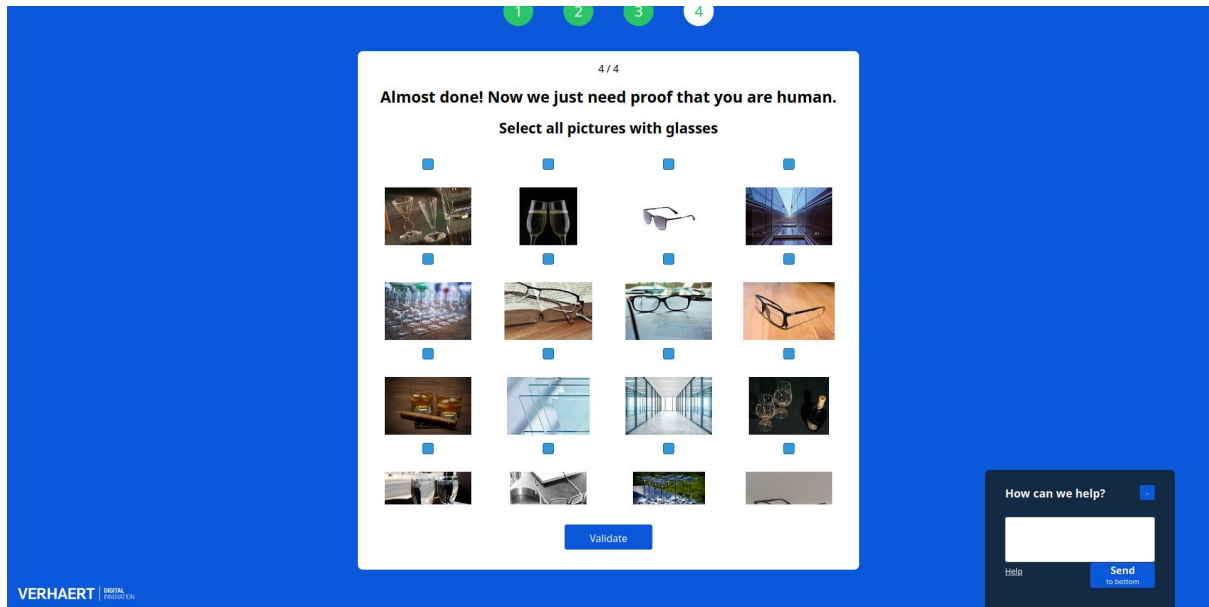 1 2 3 4
4 / 4
Almost done! Now we just need proof that you are human.
Select all pictures with glasses
Validate
How can we help?
-
Help
Send
to bottom
VERHAERT DIGITAL
INNOVATION